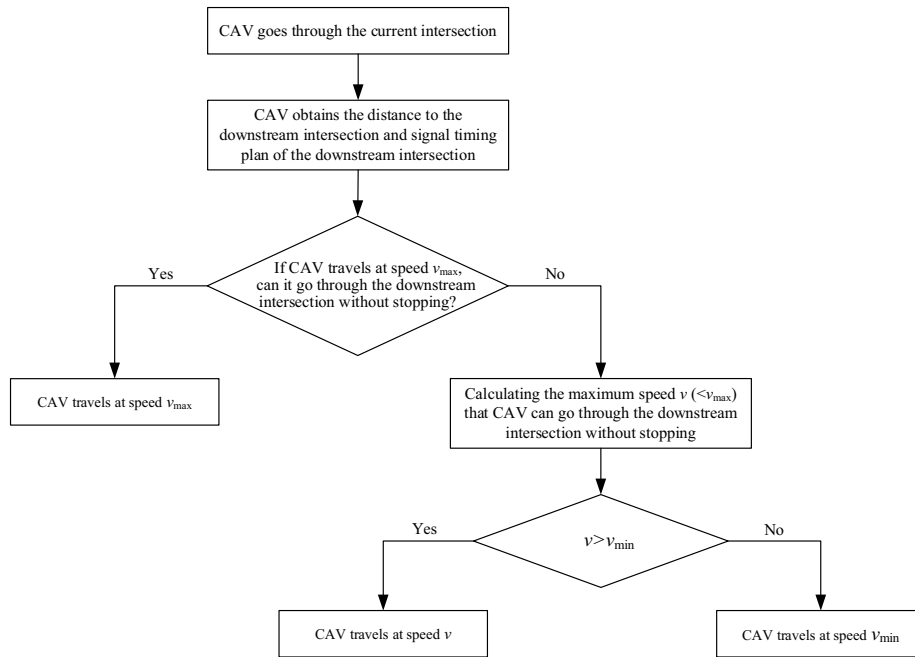 CAV goes through the current intersection
CAV obtains the distance to the
downstream intersection and signal timing
plan of the downstream intersection
If CAV travels at speed vmax,
can it go through the downstream
intersection without stopping?
Yes
No
CAV travels at speed vmax
Calculating the maximum speed v (<vmax)
that CAV can go through the downstream
intersection without stopping
v>vmin
Yes
No
CAV travels at speed v
CAV travels at speed vmin